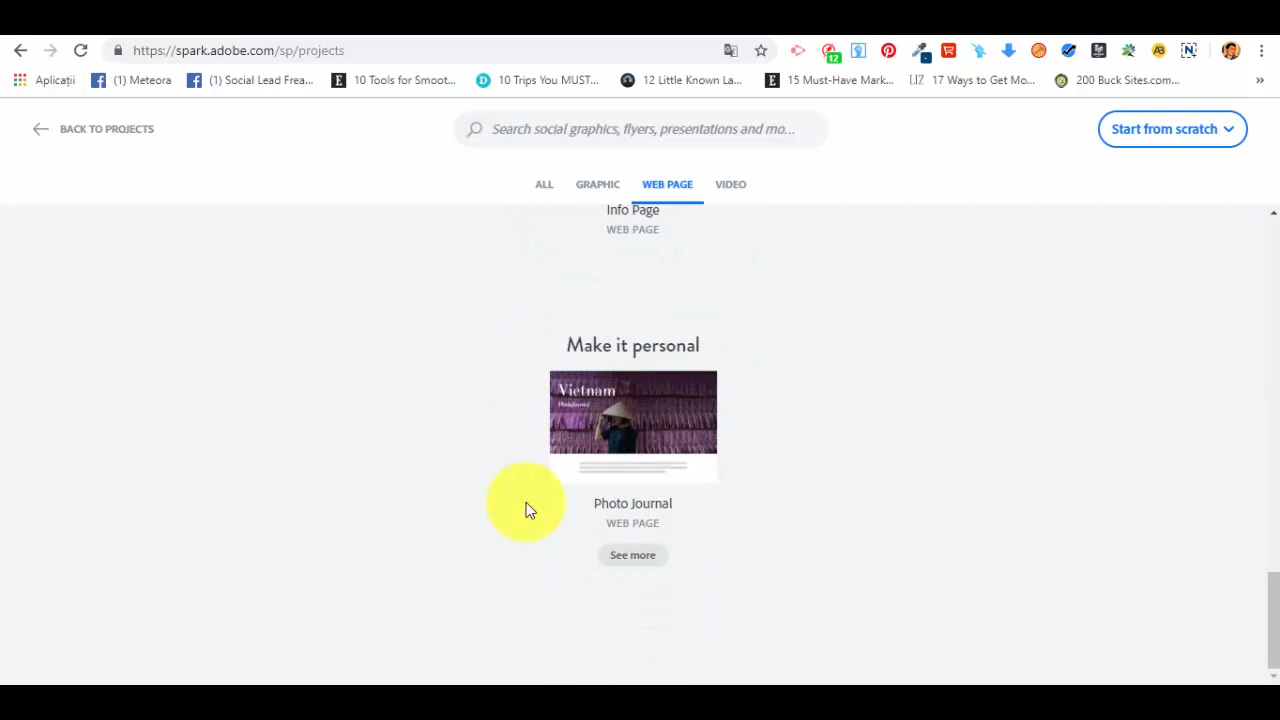 https://spark.adobe.com/sp/projects
12
Aplicații
(1) Meteora
(1) Social Lead Frea...
10 Tools for Smoot...
10 Trips You MUST...
12 Little Known La...
15 Must-Have Mark...
17 Ways to Get Mo...
200 Buck Sites.com...
BACK TO PROJECTS
Search social graphics, flyers, presentations and mo...
Start from scratch
ALL
GRAPHIC
WEB PAGE
VIDEO
Info Page
WEB PAGE
Make it personal
Vietnam
Photo Journal
WEB PAGE
See more